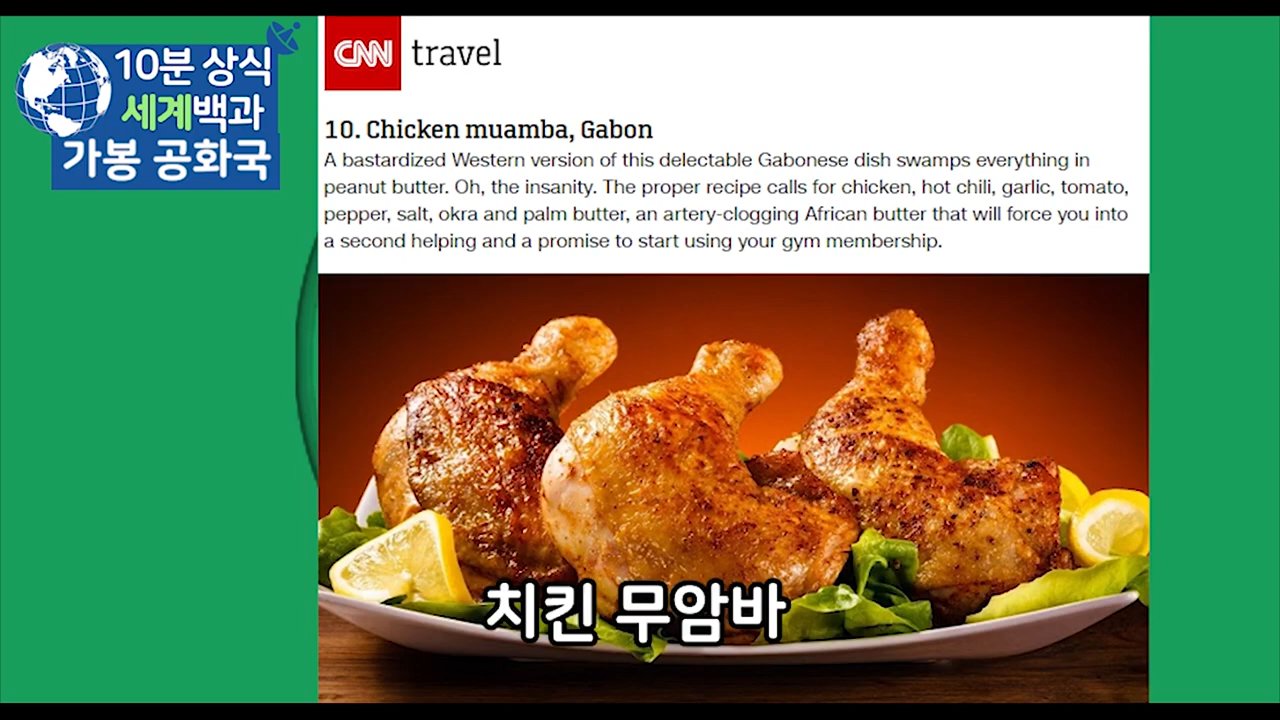 10분 상식
세계백과
가봉 공화국
CNN travel
10. Chicken muamba, Gabon
A bastardized Western version of this delectable Gabonese dish swamps everything in
peanut butter. Oh, the insanity. The proper recipe calls for chicken, hot chili, garlic, tomato,
pepper, salt, okra and palm butter, an artery-clogging African butter that will force you into
a second helping and a promise to start using your gym membership.
치킨 무암바